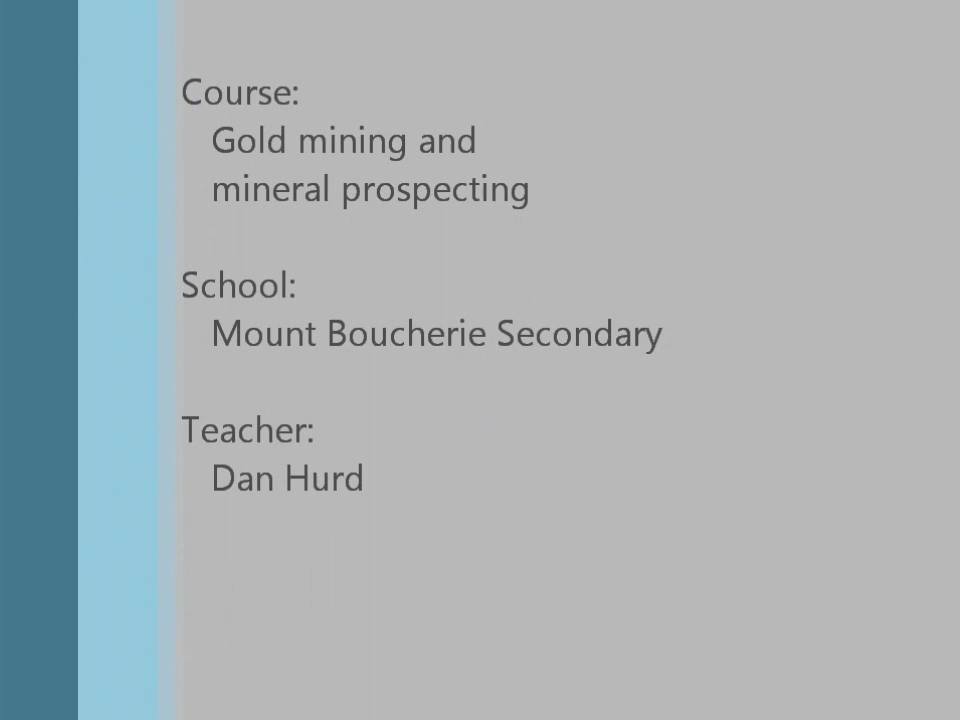 Course:
Gold mining and
mineral prospecting
School:
Mount Boucherie Secondary
Teacher:
Dan Hurd